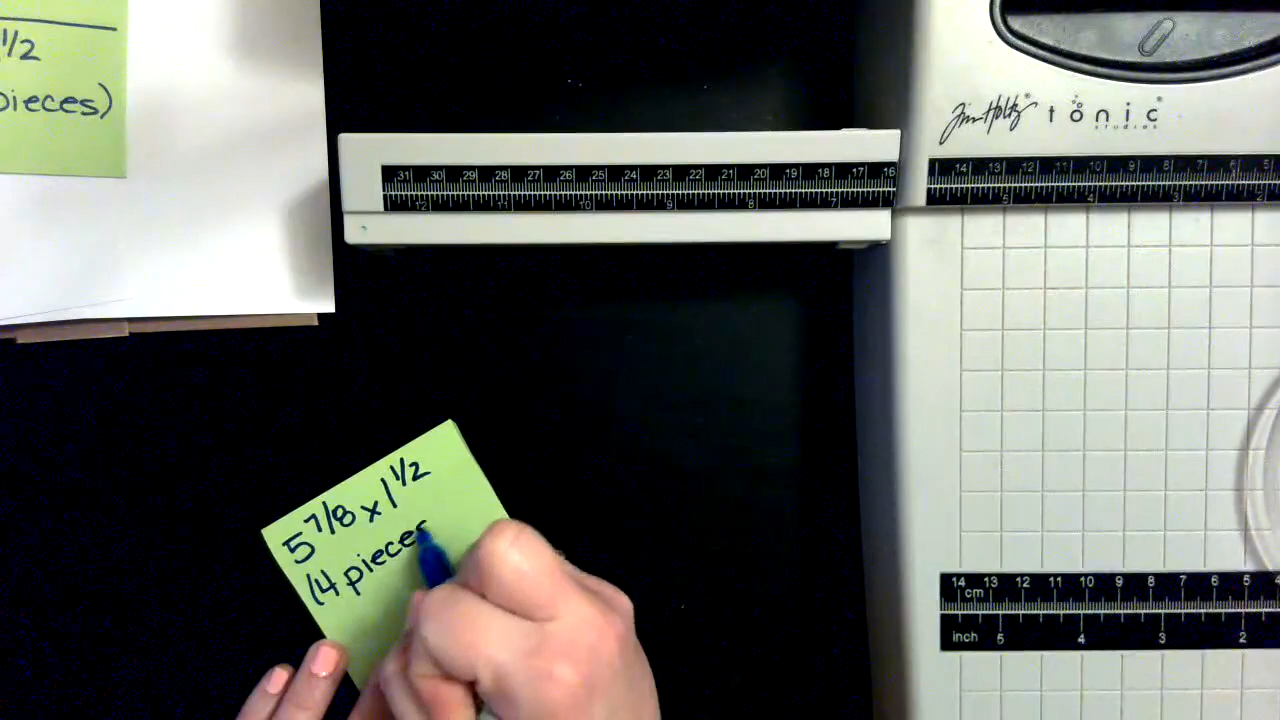 1/2
pieces)
Tim Holtz® tonic®
studios
31 30 29 28 27 26 25 24 23 22 21 20 19 18 17 16
12 11 10 9 8 7
14 13 12 11 10 9 8 7 6 5
5 4 3 2
5 7/8 x 1 1/2
(4 pieces
14 13 12 11 10 9 8 7 6 5 4
cm
inch 5 4 3 2